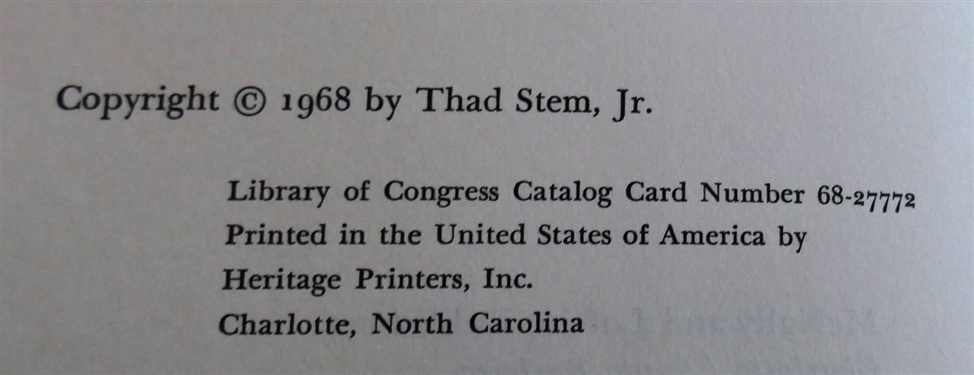 Copyright © 1968 by Thad Stem, Jr.
Library of Congress Catalog Card Number 68-27772
Printed in the United States of America by
Heritage Printers, Inc.
Charlotte, North Carolina